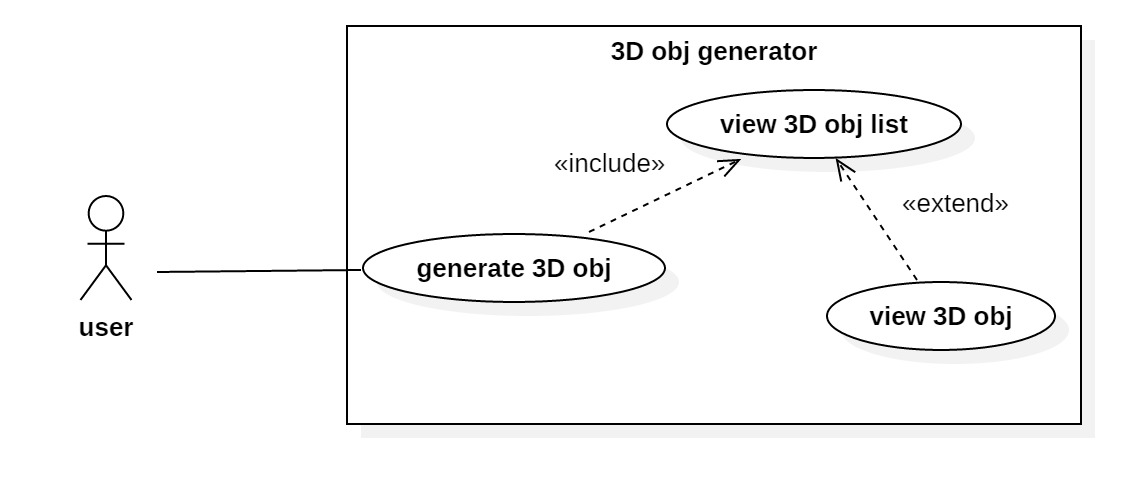 3D obj generator
view 3D obj list
«include»
«extend»
generate 3D obj
view 3D obj
user